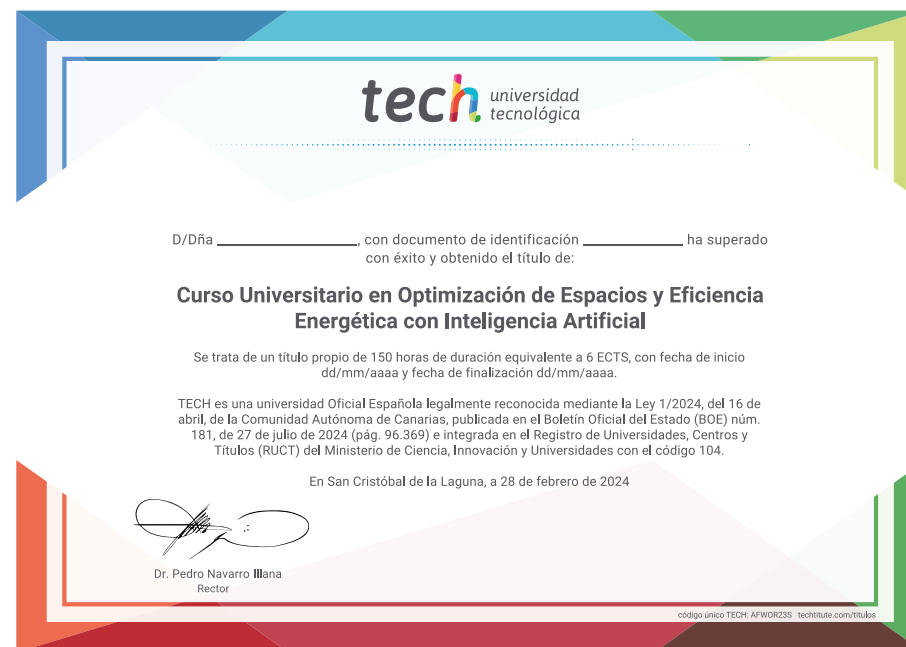 tech universidad
tecnológica
D/Dña ____________________, con documento de identificación ______________ ha superado
con éxito y obtenido el título de:
Curso Universitario en Optimización de Espacios y Eficiencia
Energética con Inteligencia Artificial
Se trata de un título propio de 150 horas de duración equivalente a 6 ECTS, con fecha de inicio
dd/mm/aaaa y fecha de finalización dd/mm/aaaa.
TECH es una universidad Oficial Española legalmente reconocida mediante la Ley 1/2024, del 16 de
abril, de la Comunidad Autónoma de Canarias, publicada en el Boletín Oficial del Estado (BOE) núm.
181, de 27 de julio de 2024 (pág. 96.369) e integrada en el Registro de Universidades, Centros y
Títulos (RUCT) del Ministerio de Ciencia, Innovación y Universidades con el código 104.
En San Cristóbal de la Laguna, a 28 de febrero de 2024
Dr. Pedro Navarro Illana
Rector
código único TECH: AFWOR23S techtitute.com/titulos